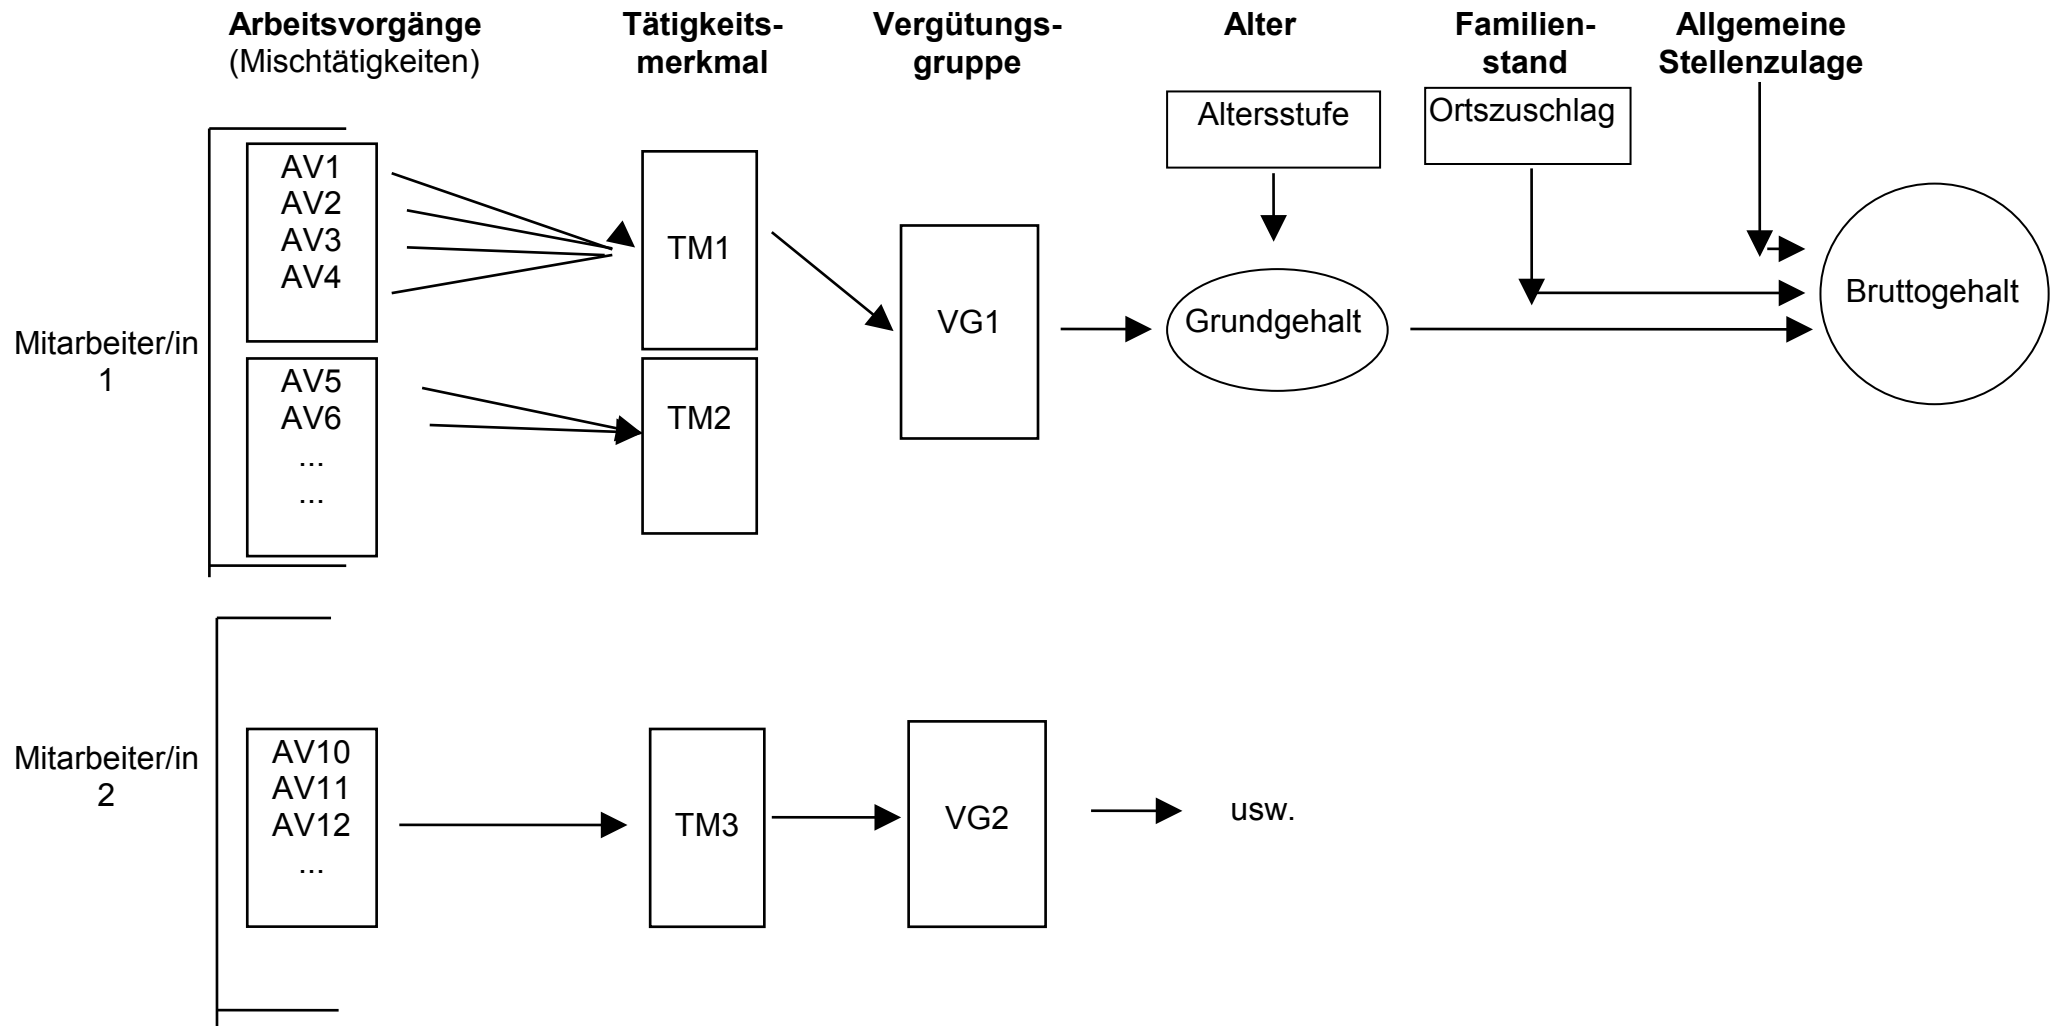 Arbeitsvorgänge
(Mischtätigkeiten)
Tätigkeits-
merkmal
Vergütungs-
gruppe
Alter
Familien-
stand
Allgemeine
Stellenzulage
Altersstufe
Ortszuschlag
Mitarbeiter/in
1
AV1
AV2
AV3
AV4
AV5
AV6
...
...
TM1
TM2
VG1
Grundgehalt
Bruttogehalt
Mitarbeiter/in
2
AV10
AV11
AV12
...
TM3
VG2
usw.